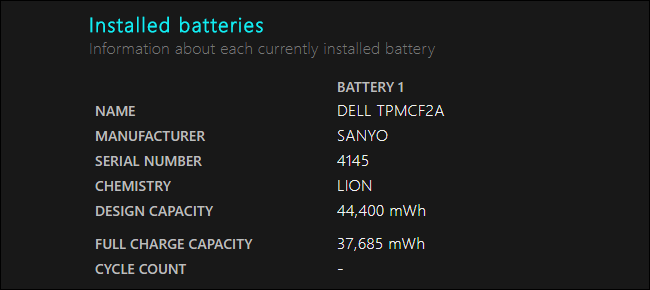 Installed batteries
Information about each currently installed battery
BATTERY 1
NAME DELL TPMCF2A
MANUFACTURER SANYO
SERIAL NUMBER 4145
CHEMISTRY LION
DESIGN CAPACITY 44,400 mWh
FULL CHARGE CAPACITY 37,685 mWh
CYCLE COUNT -